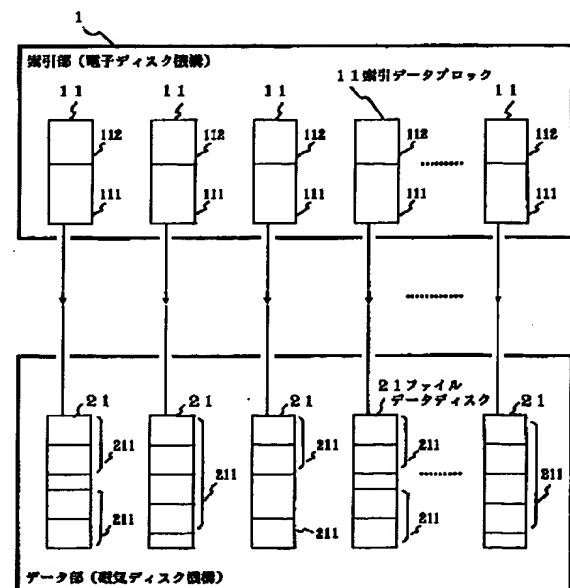 1
索引部（電子ディスク機構）
11索引データブロック
11 11 11 11
112 112 112 112 112
111 111 111 111 111
21ファイル
データディスク
21 21 21 21
211 211 211 211 211
211 211 211
データ部（磁気ディスク機構）